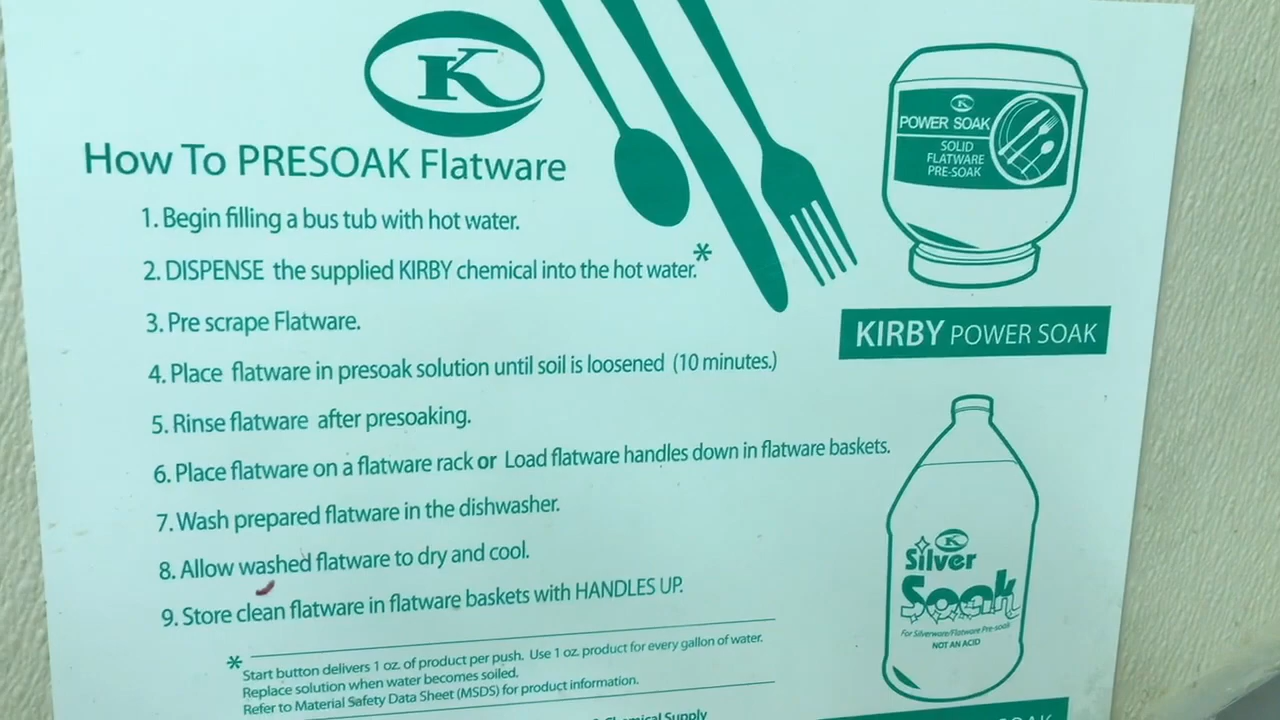 K
How To PRESOAK Flatware
1. Begin filling a bus tub with hot water.
2. DISPENSE the supplied KIRBY chemical into the hot water.*
3. Pre scrape Flatware.
4. Place flatware in presoak solution until soil is loosened (10 minutes.)
5. Rinse flatware after presoaking.
6. Place flatware on a flatware rack or Load flatware handles down in flatware baskets.
7. Wash prepared flatware in the dishwasher.
8. Allow washed flatware to dry and cool.
9. Store clean flatware in flatware baskets with HANDLES UP.
* Start button delivers 1 oz. of product per push. Use 1 oz. product for every gallon of water.
Replace solution when water becomes soiled.
Refer to Material Safety Data Sheet (MSDS) for product information.
Supply
K
POWER SOAK
SOLID
FLATWARE
PRE-SOAK
KIRBY POWER SOAK
K
Silver
Soak
For Silverware/Flatware Pre-soak
NOT AN ACID
SOAK